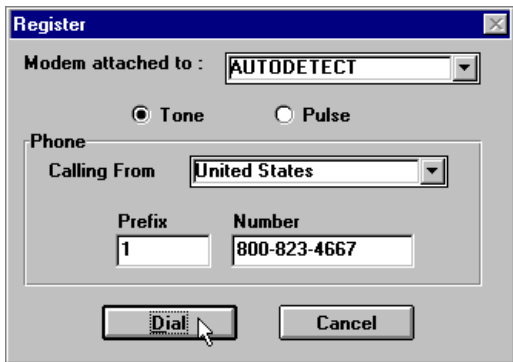 Register
Modem attached to :
AUTODETECT
Tone
Pulse
Phone
Calling From
United States
Prefix
Number
1
800-823-4667
Dial
Cancel